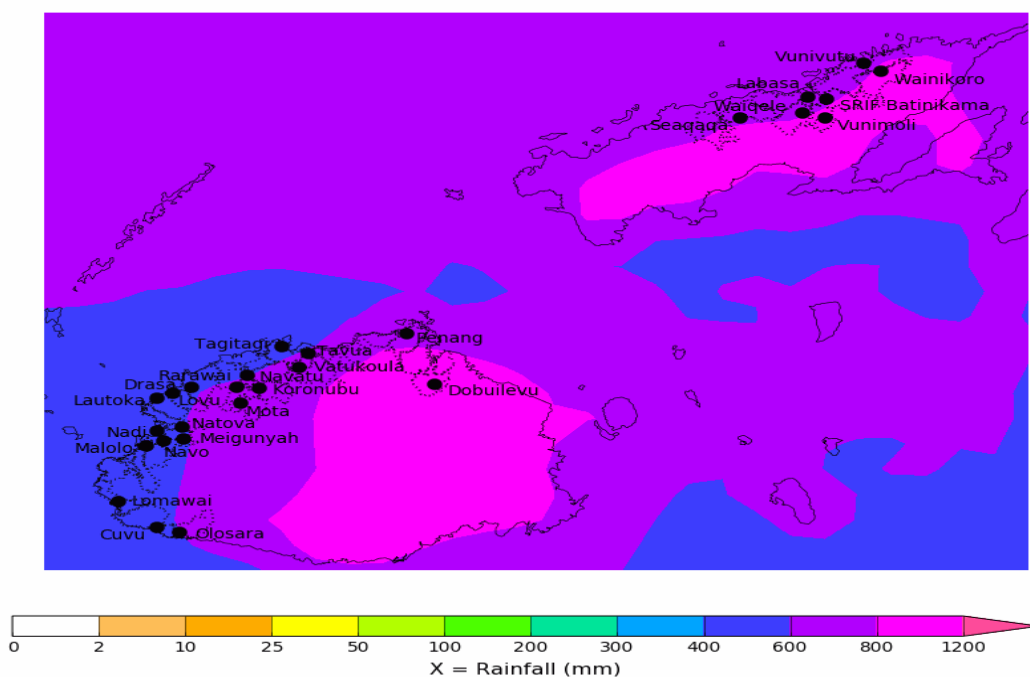 Vunivutu
Wainikoro
Labasa
Waiqele
SRIF Batinikama
Seaqaqa
Vunimoli
Penang
Tagitagi
Tavua
Vatukoula
Rarawai
Navatu
Drasa
Koronubu
Dobuilevu
Lautoka
Lovu
Mota
Natova
Nadi
Meigunyah
Malolo
Navo
Lomawai
Cuvu
Olosara
0 2 10 25 50 100 200 300 400 600 800 1200
X = Rainfall (mm)